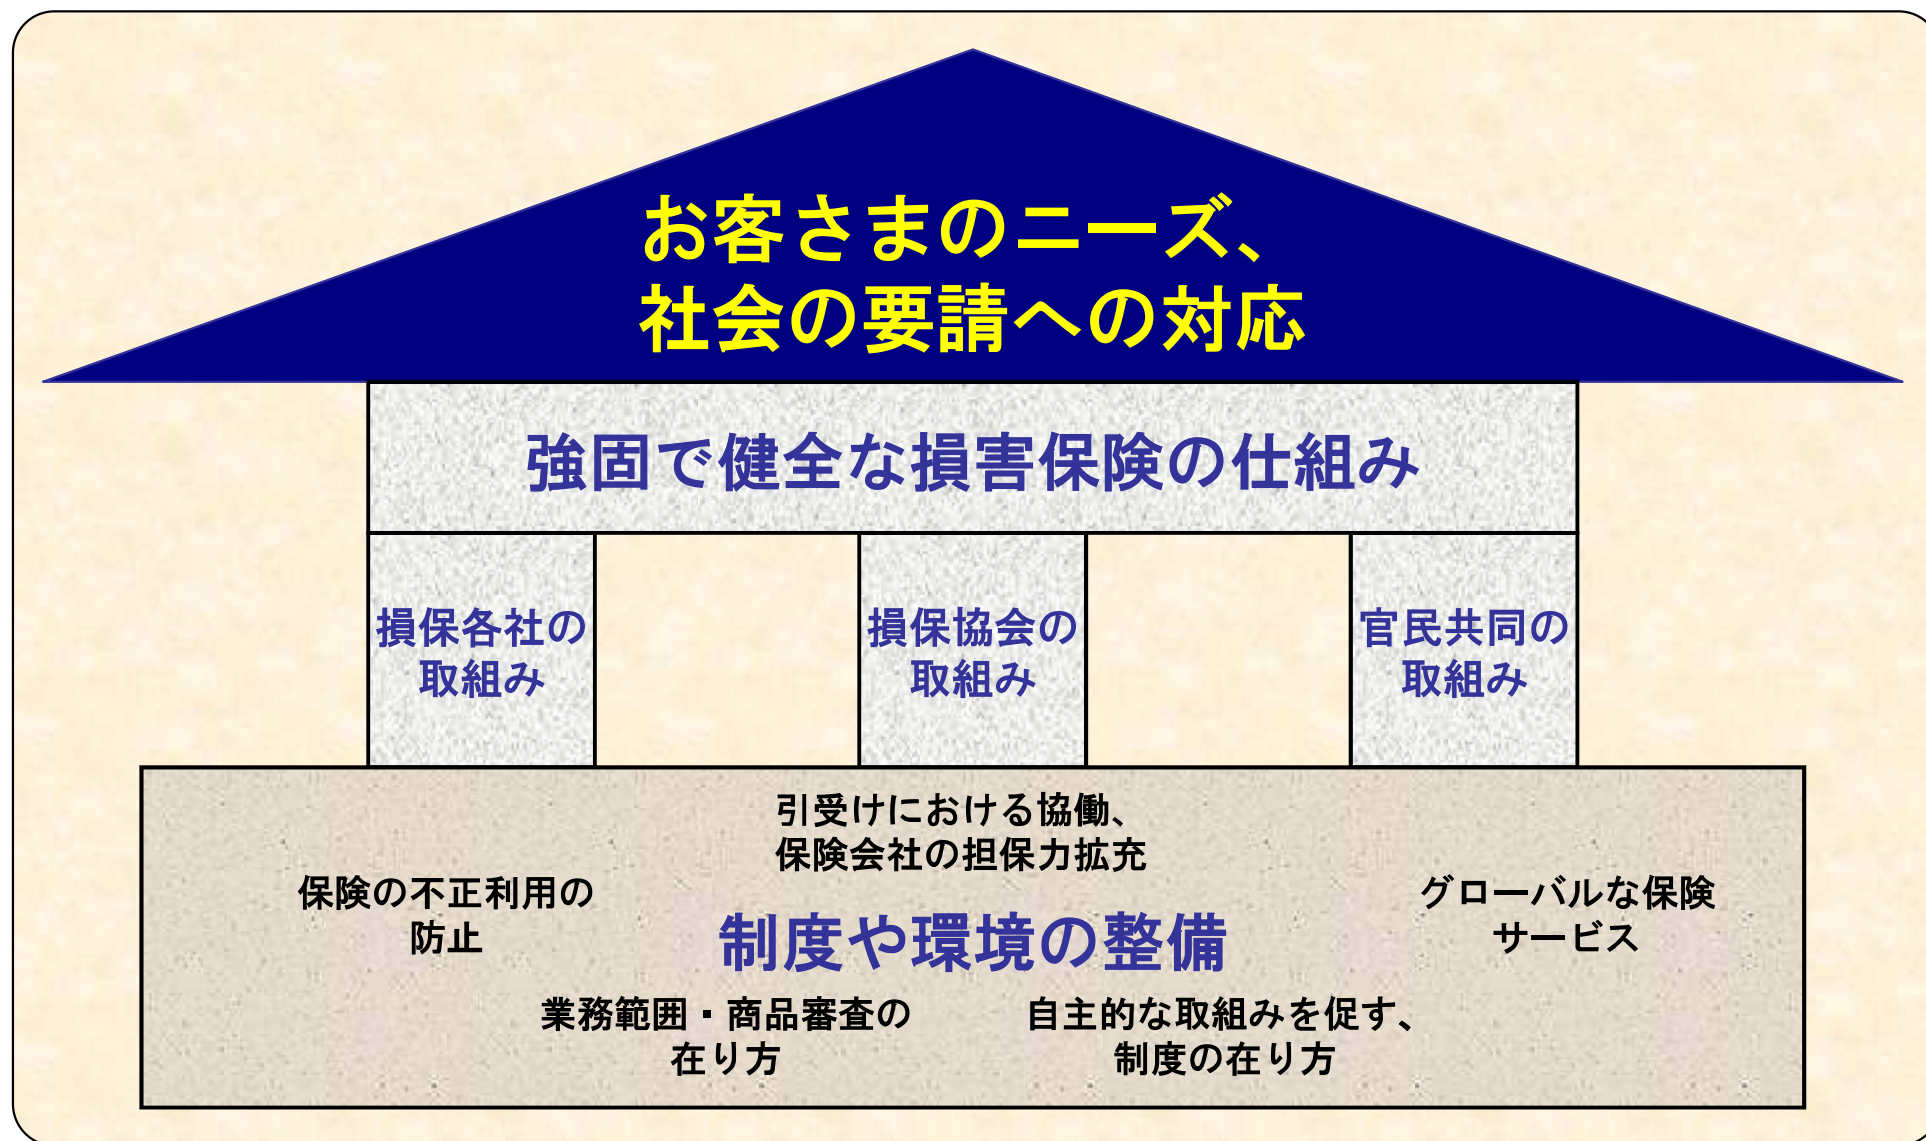 お客さまのニーズ、
社会の要請への対応
強固で健全な損害保険の仕組み
損保各社の
取組み
損保協会の
取組み
官民共同の
取組み
引受けにおける協働、
保険会社の担保力拡充
保険の不正利用の
防止
グローバルな保険
サービス
制度や環境の整備
業務範囲・商品審査の
在り方
自主的な取組みを促す、
制度の在り方